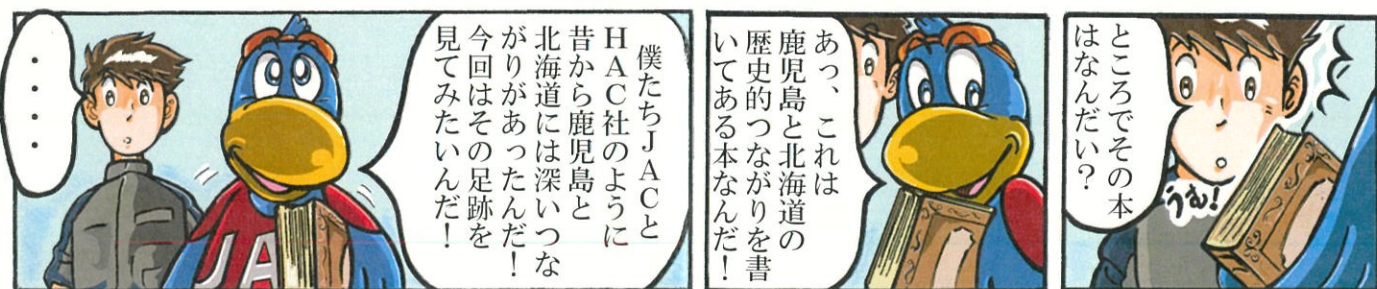 ところでその本
はなんだい？
うむ！
あっ、これは
鹿児島と北海道の
歴史的つながりを書
いてある本なんだ！
僕たちJACと
HAC社のように
昔から鹿児島と
北海道には深いつな
がりがあったんだ！
今回はその足跡を
見てみたいんだ！
JA
・・・・